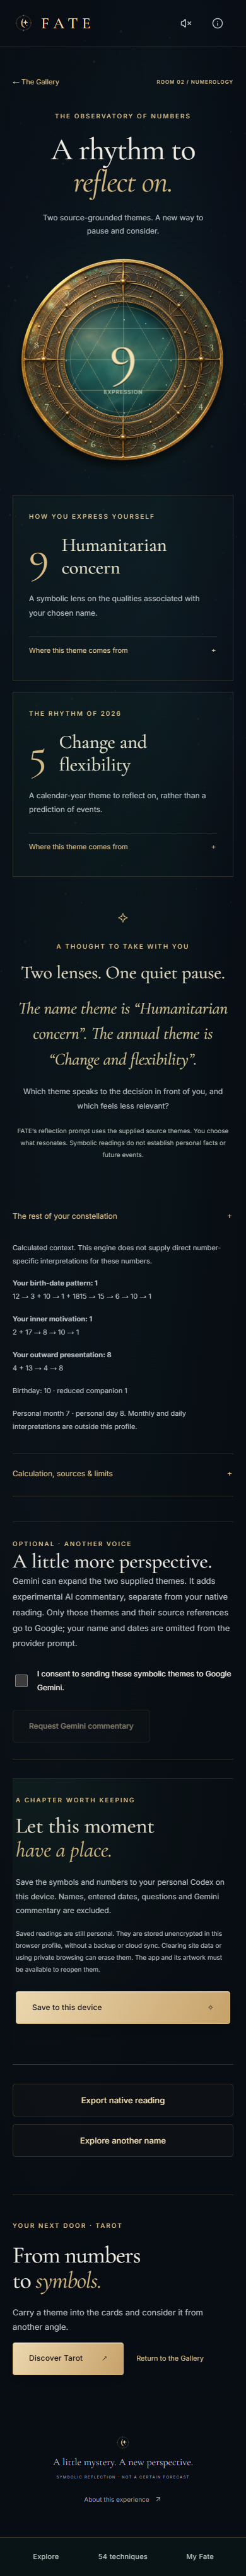 FATE
← The Gallery
ROOM 02 / NUMEROLOGY
THE OBSERVATORY OF NUMBERS
A rhythm to
reflect on.
Two source-grounded themes. A new way to
pause and consider.
9
EXPRESSION
HOW YOU EXPRESS YOURSELF
9 Humanitarian
concern
A symbolic lens on the qualities associated with
your chosen name.
Where this theme comes from +
THE RHYTHM OF 2026
5 Change and
flexibility
A calendar-year theme to reflect on, rather than a
prediction of events.
Where this theme comes from +
A THOUGHT TO TAKE WITH YOU
Two lenses. One quiet pause.
The name theme is “Humanitarian
concern”. The annual theme is
“Change and flexibility”.
Which theme speaks to the decision in front of you, and
which feels less relevant?
FATE's reflection prompt uses the supplied source themes. You choose
what resonates. Symbolic readings do not establish personal facts or
future events.
The rest of your constellation +
Calculated context. This engine does not supply direct number-
specific interpretations for these numbers.
Your birth-date pattern: 1
12 → 3 + 10 → 1 + 1815 → 15 → 6 → 10 → 1
Your inner motivation: 1
2 + 17 → 8 → 10 → 1
Your outward presentation: 8
4 + 13 → 4 → 8
Birthday: 10 · reduced companion 1
Personal month 7 · personal day 8. Monthly and daily
interpretations are outside this profile.
Calculation, sources & limits +
OPTIONAL · ANOTHER VOICE
A little more perspective.
Gemini can expand the two supplied themes. It adds
experimental AI commentary, separate from your native
reading. Only those themes and their source references
go to Google; your name and dates are omitted from the
provider prompt.
I consent to sending these symbolic themes to Google
Gemini.
Request Gemini commentary
A CHAPTER WORTH KEEPING
Let this moment
have a place.
Save the symbols and numbers to your personal Codex on
this device. Names, entered dates, questions and Gemini
commentary are excluded.
Saved readings are still personal. They are stored unencrypted in this
browser profile, without a backup or cloud sync. Clearing site data or
using private browsing can erase them. The app and its artwork must
be available to reopen them.
Save to this device
Export native reading
Explore another name
YOUR NEXT DOOR · TAROT
From numbers
to symbols.
Carry a theme into the cards and consider it from
another angle.
Discover Tarot ↗
Return to the Gallery
A little mystery. A new perspective.
SYMBOLIC REFLECTION · NOT A CERTAIN FORECAST
About this experience ↗
Explore
54 techniques
My Fate